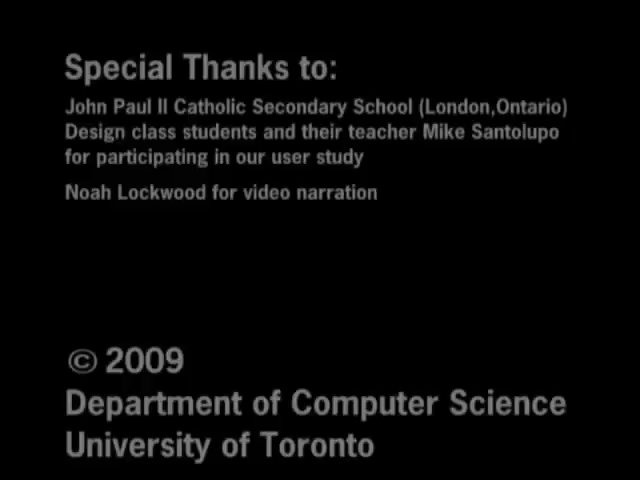 Special Thanks to:
John Paul II Catholic Secondary School (London,Ontario)
Design class students and their teacher Mike Santolupo
for participating in our user study
Noah Lockwood for video narration
© 2009
Department of Computer Science
University of Toronto